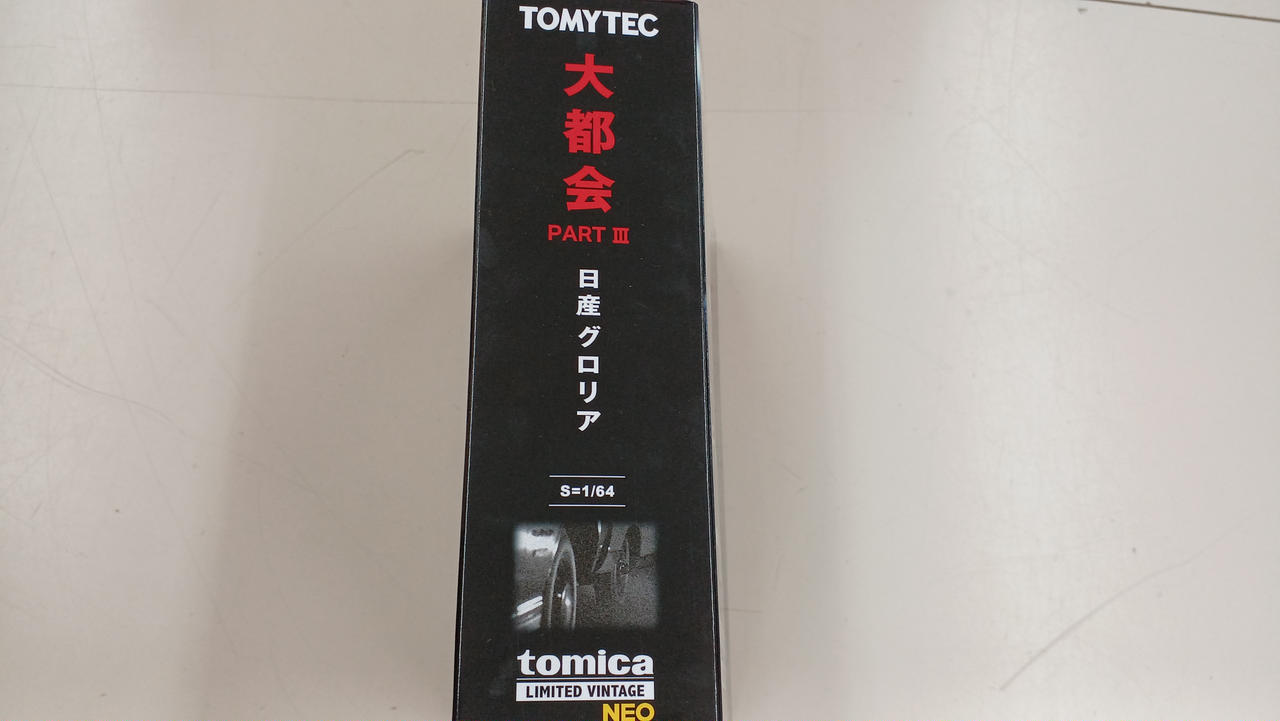 TOMYTEC
大都会
PART Ⅲ
日産グロリア
S=1/64
tomica
LIMITED VINTAGE
NEO